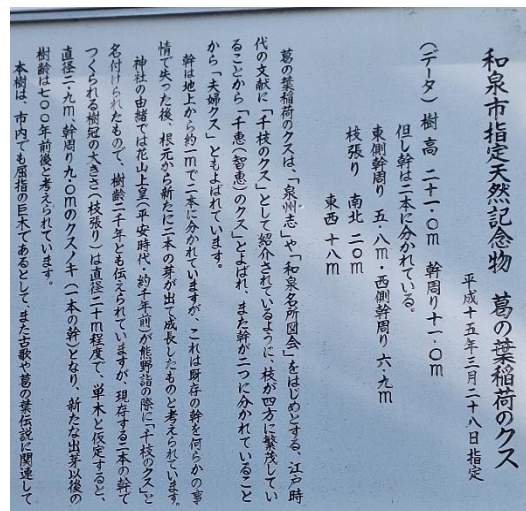 和泉市指定天然記念物 葛の葉稲荷のクス
平成十五年三月二十八日指定
(データ) 樹高 二十一・〇m 幹周り十一・〇m
但し幹は二本に分かれている。
東側幹周り 五・八m・西側幹周り 六・九m
枝張り 南北 二〇m
東西 十八m
葛の葉稲荷のクスは、「泉州志」や「和泉名所図会」をはじめとする、江戸時
代の文献に「千枝のクス」として紹介されているように、枝が四方に繁茂してい
ることから「千恵(智恵)のクス」とよばれ、また幹が二つに分かれていること
から「夫婦クス」ともよばれています。
幹は地上から約一mで二本に分かれていますが、これは既存の幹を何らかの事
情で失った後、根元から新たに二本の芽が出て成長したものと考えられています。
神社の由緒では花山上皇(平安時代・約千年前)が熊野詣の際に「千枝のクス」と
名付けられたもので、樹齢二千年とも伝えられていますが、現存する二本の幹で
つくられる樹冠の大きさ(枝張り)は直径二十m程度で、単木と仮定すると、
直径二・九m、幹周り九・〇mのクスノキ(一本の幹)となり、新たな出芽以後の
樹齢は七〇〇年前後と考えられています。
本樹は、市内でも屈指の巨木であるとして、また古歌や葛の葉伝説に関連して